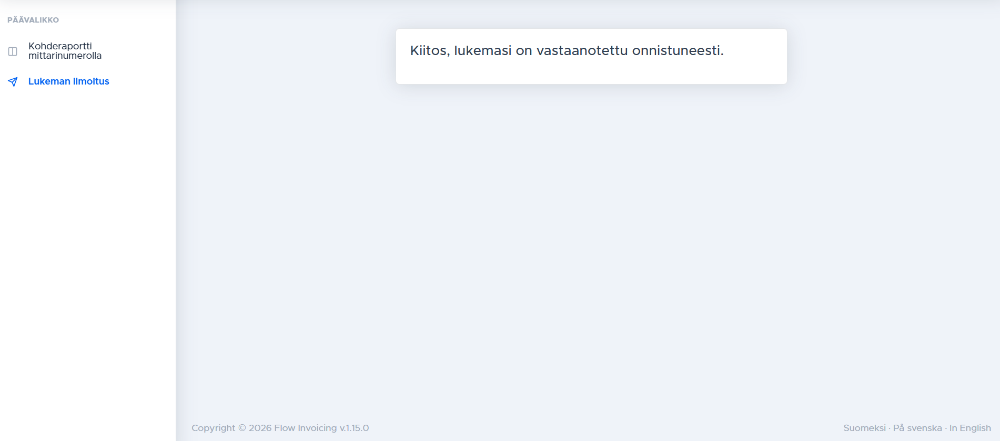 PÄÄVALIKKO
Kohderaportti
mittarinumerolla
Lukeman ilmoitus
Kiitos, lukemasi on vastaanotettu onnistuneesti.
Copyright © 2026 Flow Invoicing v.1.15.0
Suomeksi · På svenska · In English